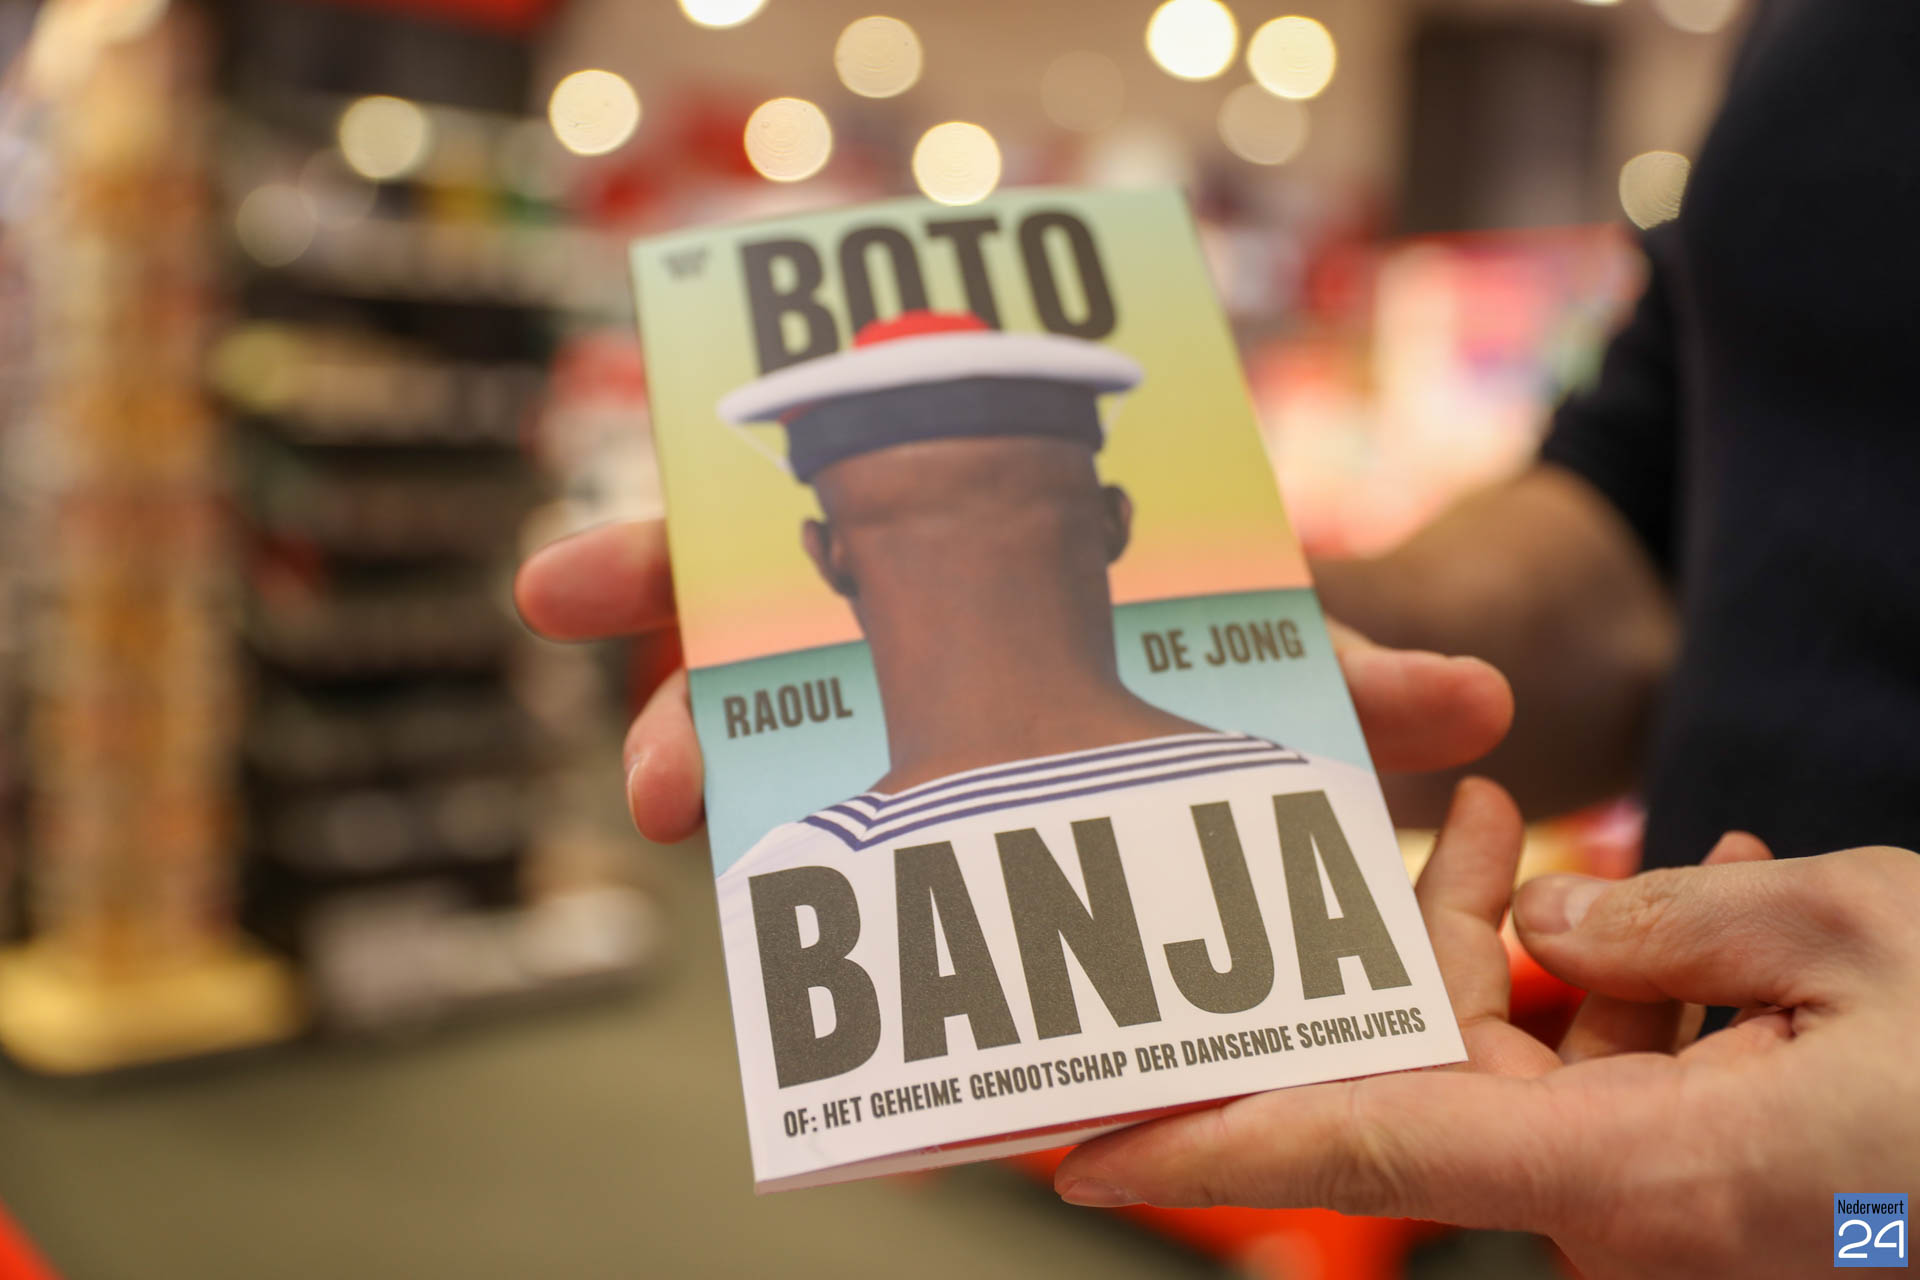 BOTO
RAOUL
DE JONG
BANJA
OF: HET GEHEIME GENOOTSCHAP DER DANSENDE SCHRIJVERS
Nederweert
24